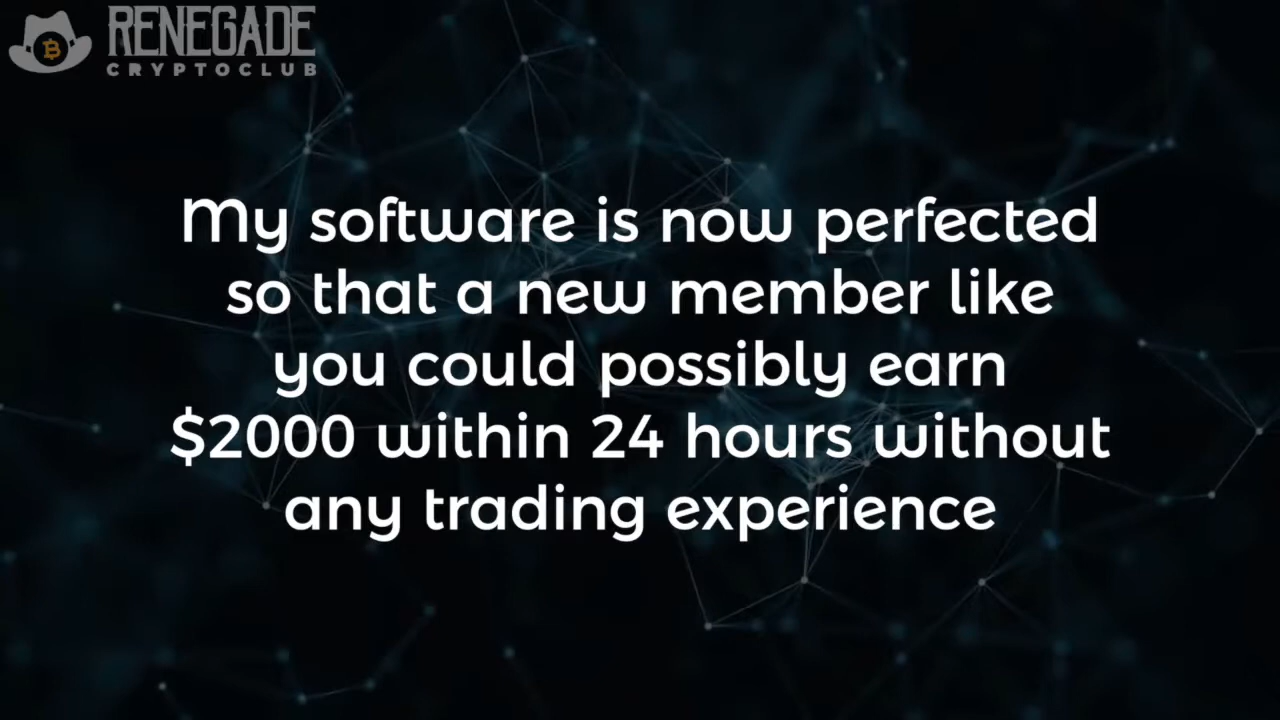 RENEGADE
CRYPTOCLUB
My software is now perfected
so that a new member like
you could possibly earn
$2000 within 24 hours without
any trading experience